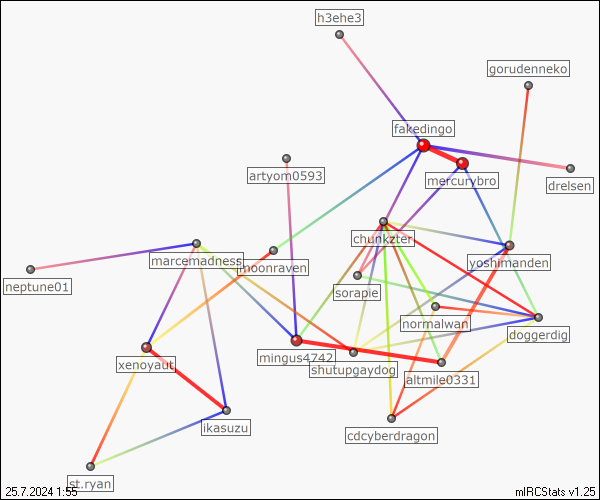 h3ehe3
gorudenneko
fakedingo
artyom0593
mercurybro
drelsen
chunkzter
marcenadness
moonraven
yoshimanden
neptune01
sorapie
normalwan
doggerdig
mingus4742
xenoyaut
shutupgaydog
altmile0331
ikasuzu
cdcyberdragon
st.ryan
25.7.2024 1:55
mIRCStats v1.25